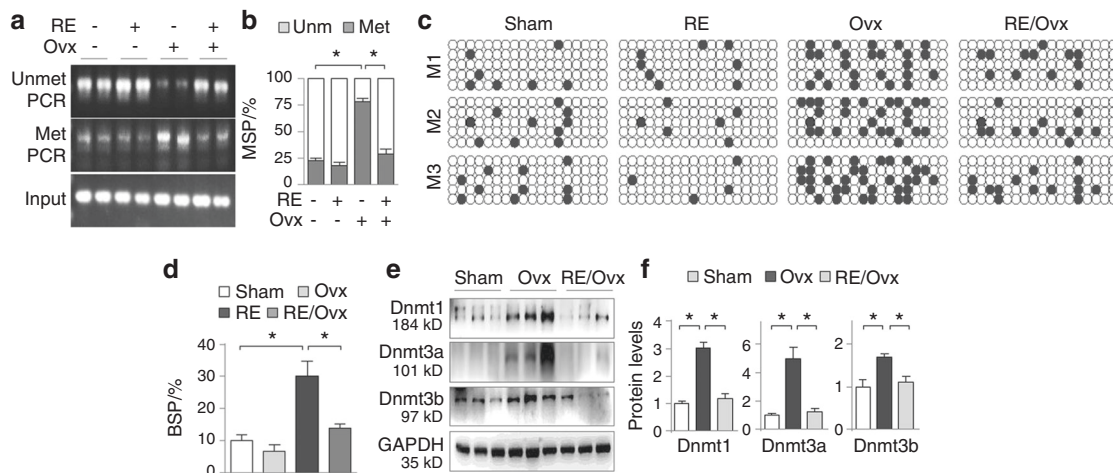 a
RE - - + + - - + +
Ovx - - - - + + + +
Unmet
PCR
Met
PCR
Input
b
Unm Met
* *
MSP/%
100
75
50
25
0
RE - + - +
Ovx - - + +
c
Sham RE Ovx RE/Ovx
M1
M2
M3
d
Sham Ovx
RE RE/Ovx
* *
BSP/%
40
30
20
10
0
e
Sham Ovx RE/Ovx
Dnmt1
184 kD
Dnmt3a
101 kD
Dnmt3b
97 kD
GAPDH
35 kD
f
Sham Ovx RE/Ovx
Protein levels
* *
4
3
2
1
0
Dnmt1
* *
8
6
4
2
0
Dnmt3a
* *
2
1
0
Dnmt3b